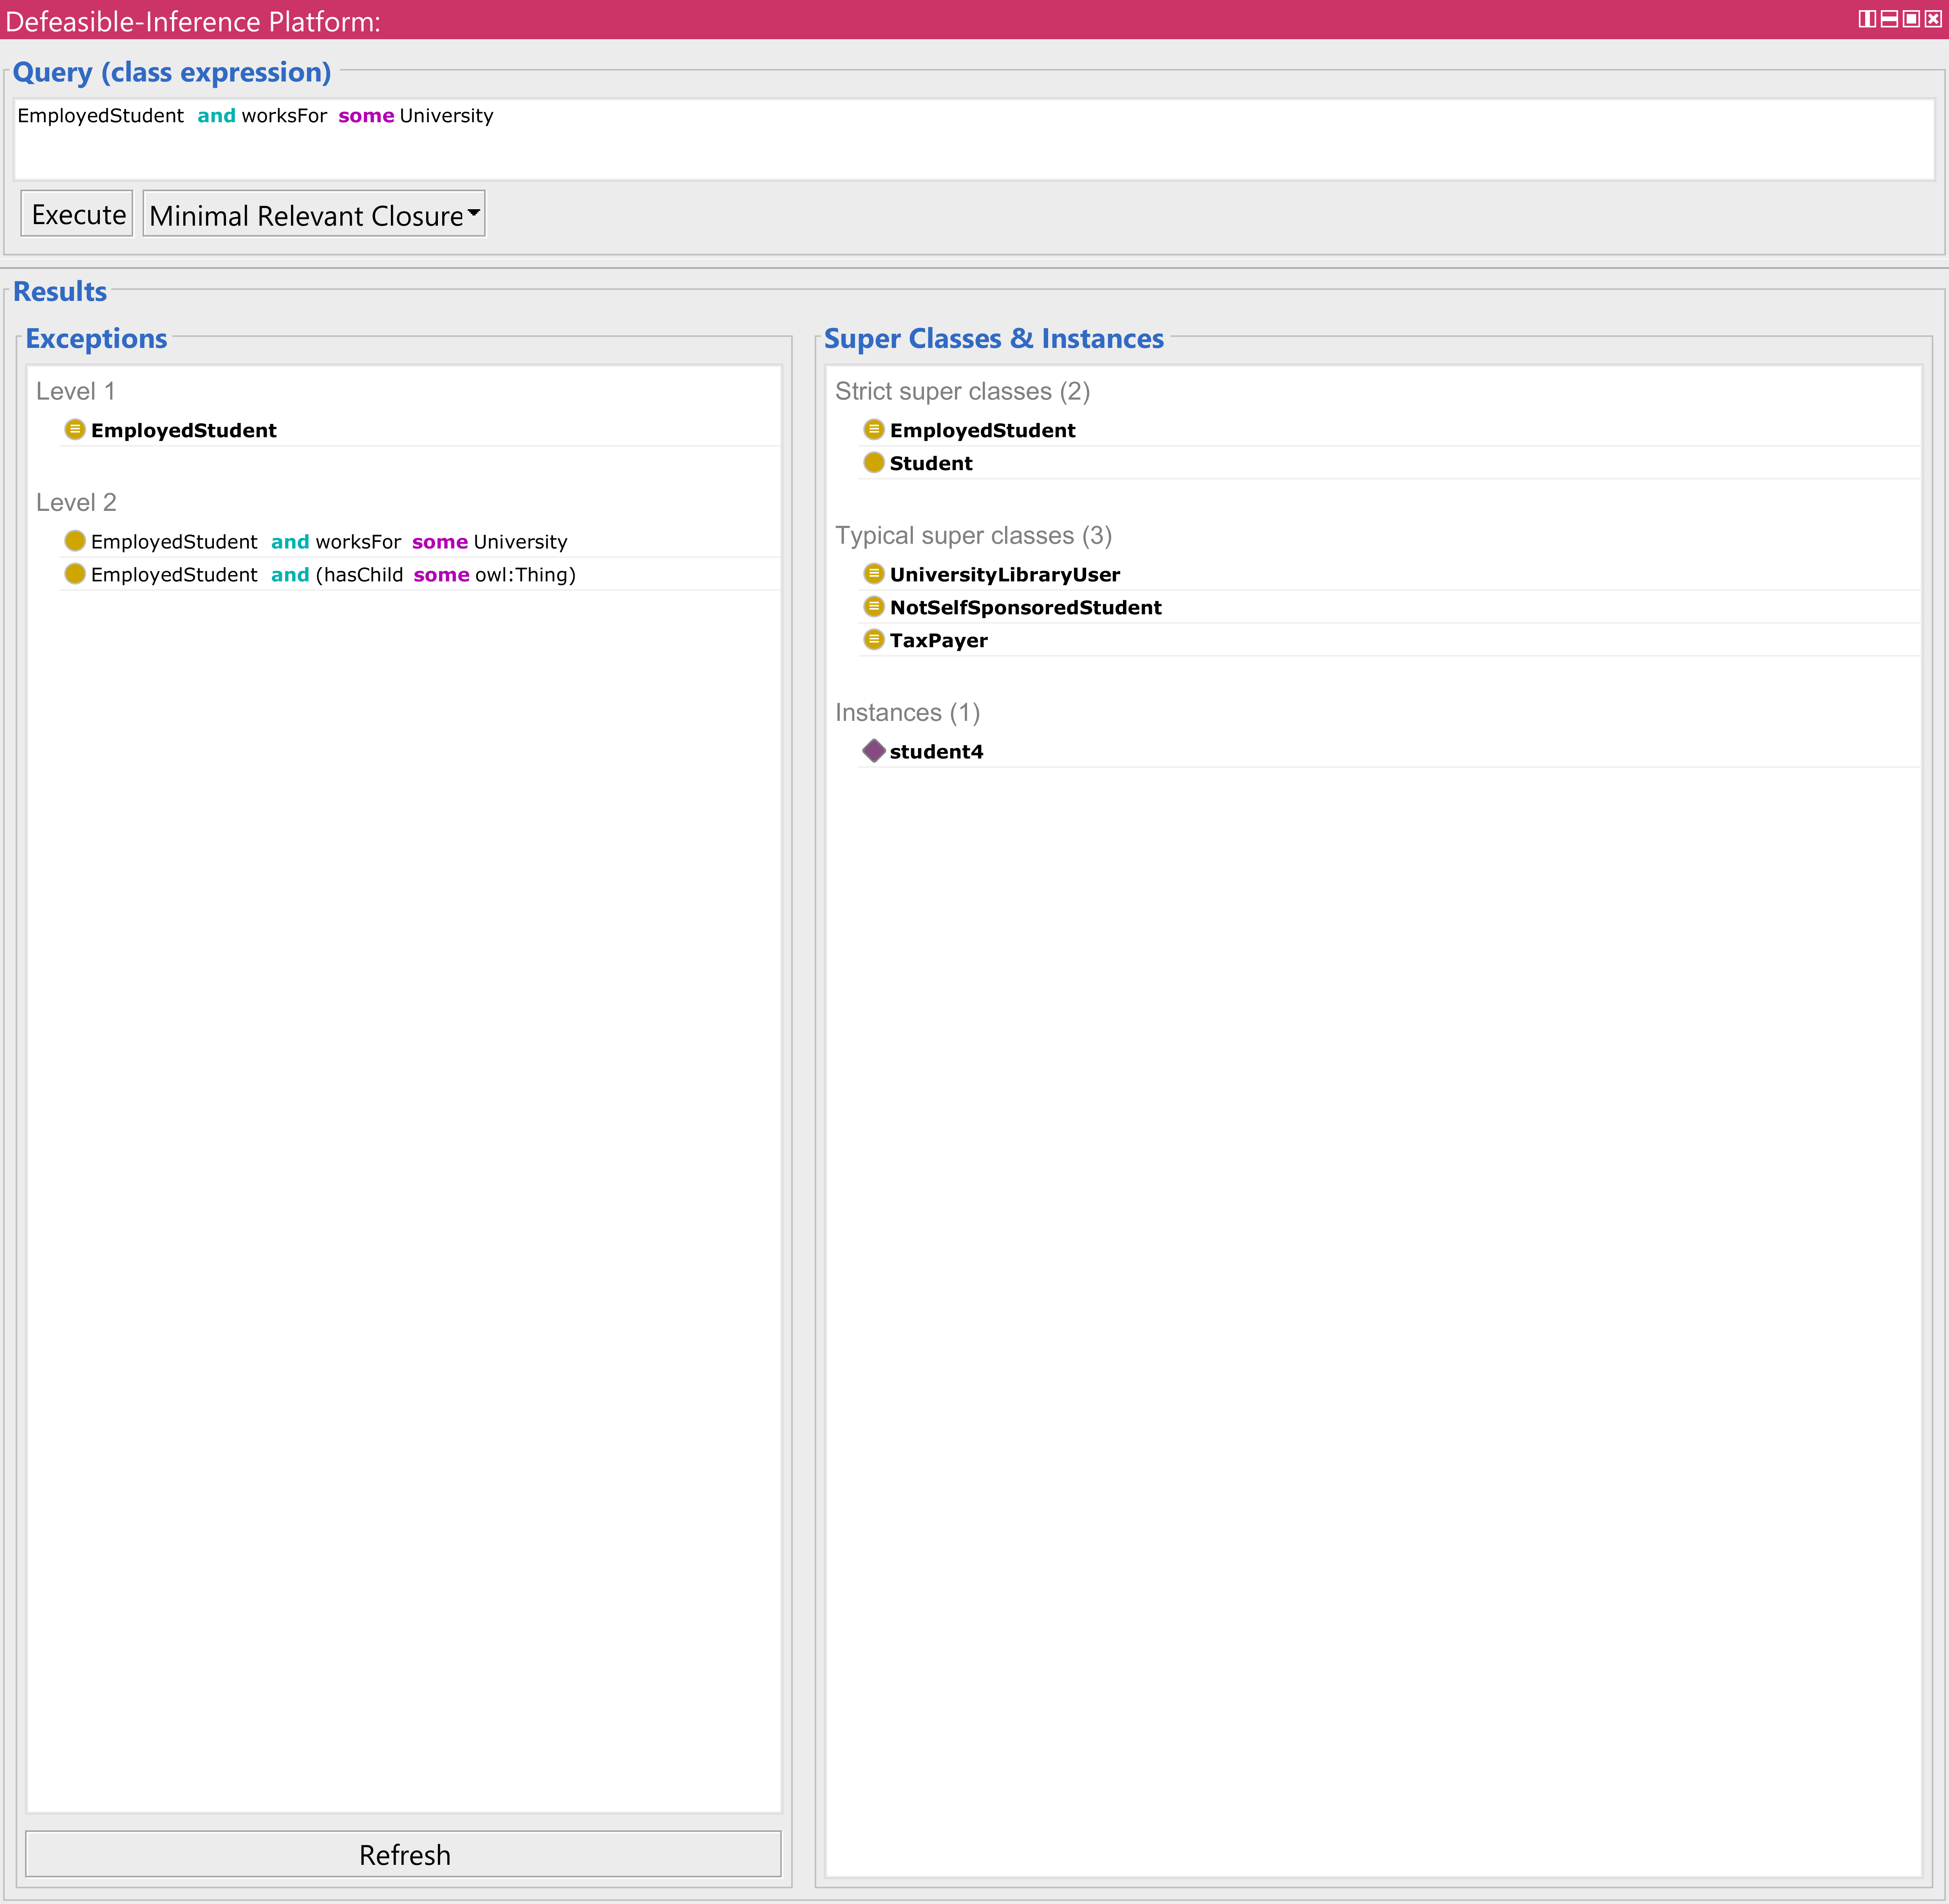 Defeasible-Inference Platform:
Query (class expression)
EmployedStudent and worksFor some University
Execute
Minimal Relevant Closure
Results
Exceptions
Level 1
EmployedStudent
Level 2
EmployedStudent and worksFor some University
EmployedStudent and (hasChild some owl:Thing)
Refresh
Super Classes & Instances
Strict super classes (2)
EmployedStudent
Student
Typical super classes (3)
UniversityLibraryUser
NotSelfSponsoredStudent
TaxPayer
Instances (1)
student4